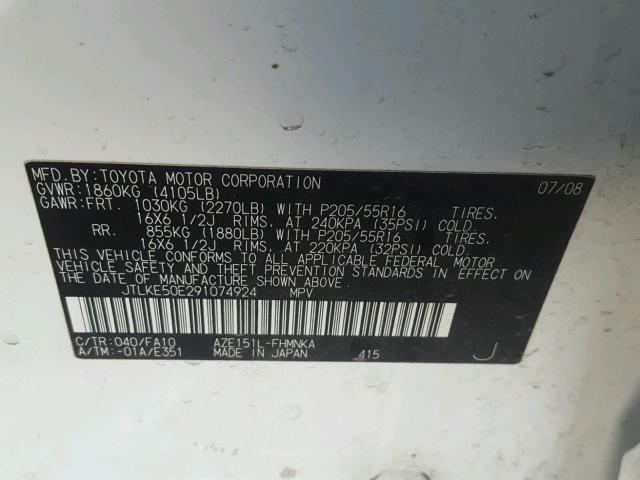 MFD. BY: TOYOTA MOTOR CORPORATION 07/08
GVWR: 1860KG (4105LB)
GAWR: FRT 1030KG (2270LB) WITH P205/55R16 TIRES.
16X6 1/2J RIMS. AT 240KPA (35PSI) COLD.
RR. 855KG (1880LB) WITH P205/55R16 TIRES.
16X6 1/2J RIMS. AT 220KPA (32PSI) COLD.
THIS VEHICLE CONFORMS TO ALL APPLICABLE FEDERAL MOTOR
VEHICLE SAFETY AND THEFT PREVENTION STANDARDS IN EFFECT ON
THE DATE OF MANUFACTURE SHOWN ABOVE.
JTLKE50E291074924 MPV
C/TR: 040/FA10 AZE151L-FHMNKA
A/TM: -01A/E351 MADE IN JAPAN 415 J